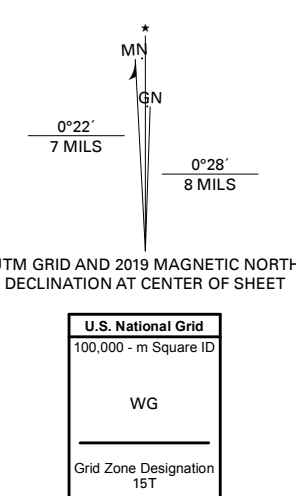 ★
MN
GN
0°22´
7 MILS
0°28´
8 MILS
UTM GRID AND 2019 MAGNETIC NORTH
DECLINATION AT CENTER OF SHEET
U.S. National Grid
100,000 - m Square ID
WG
Grid Zone Designation
15T